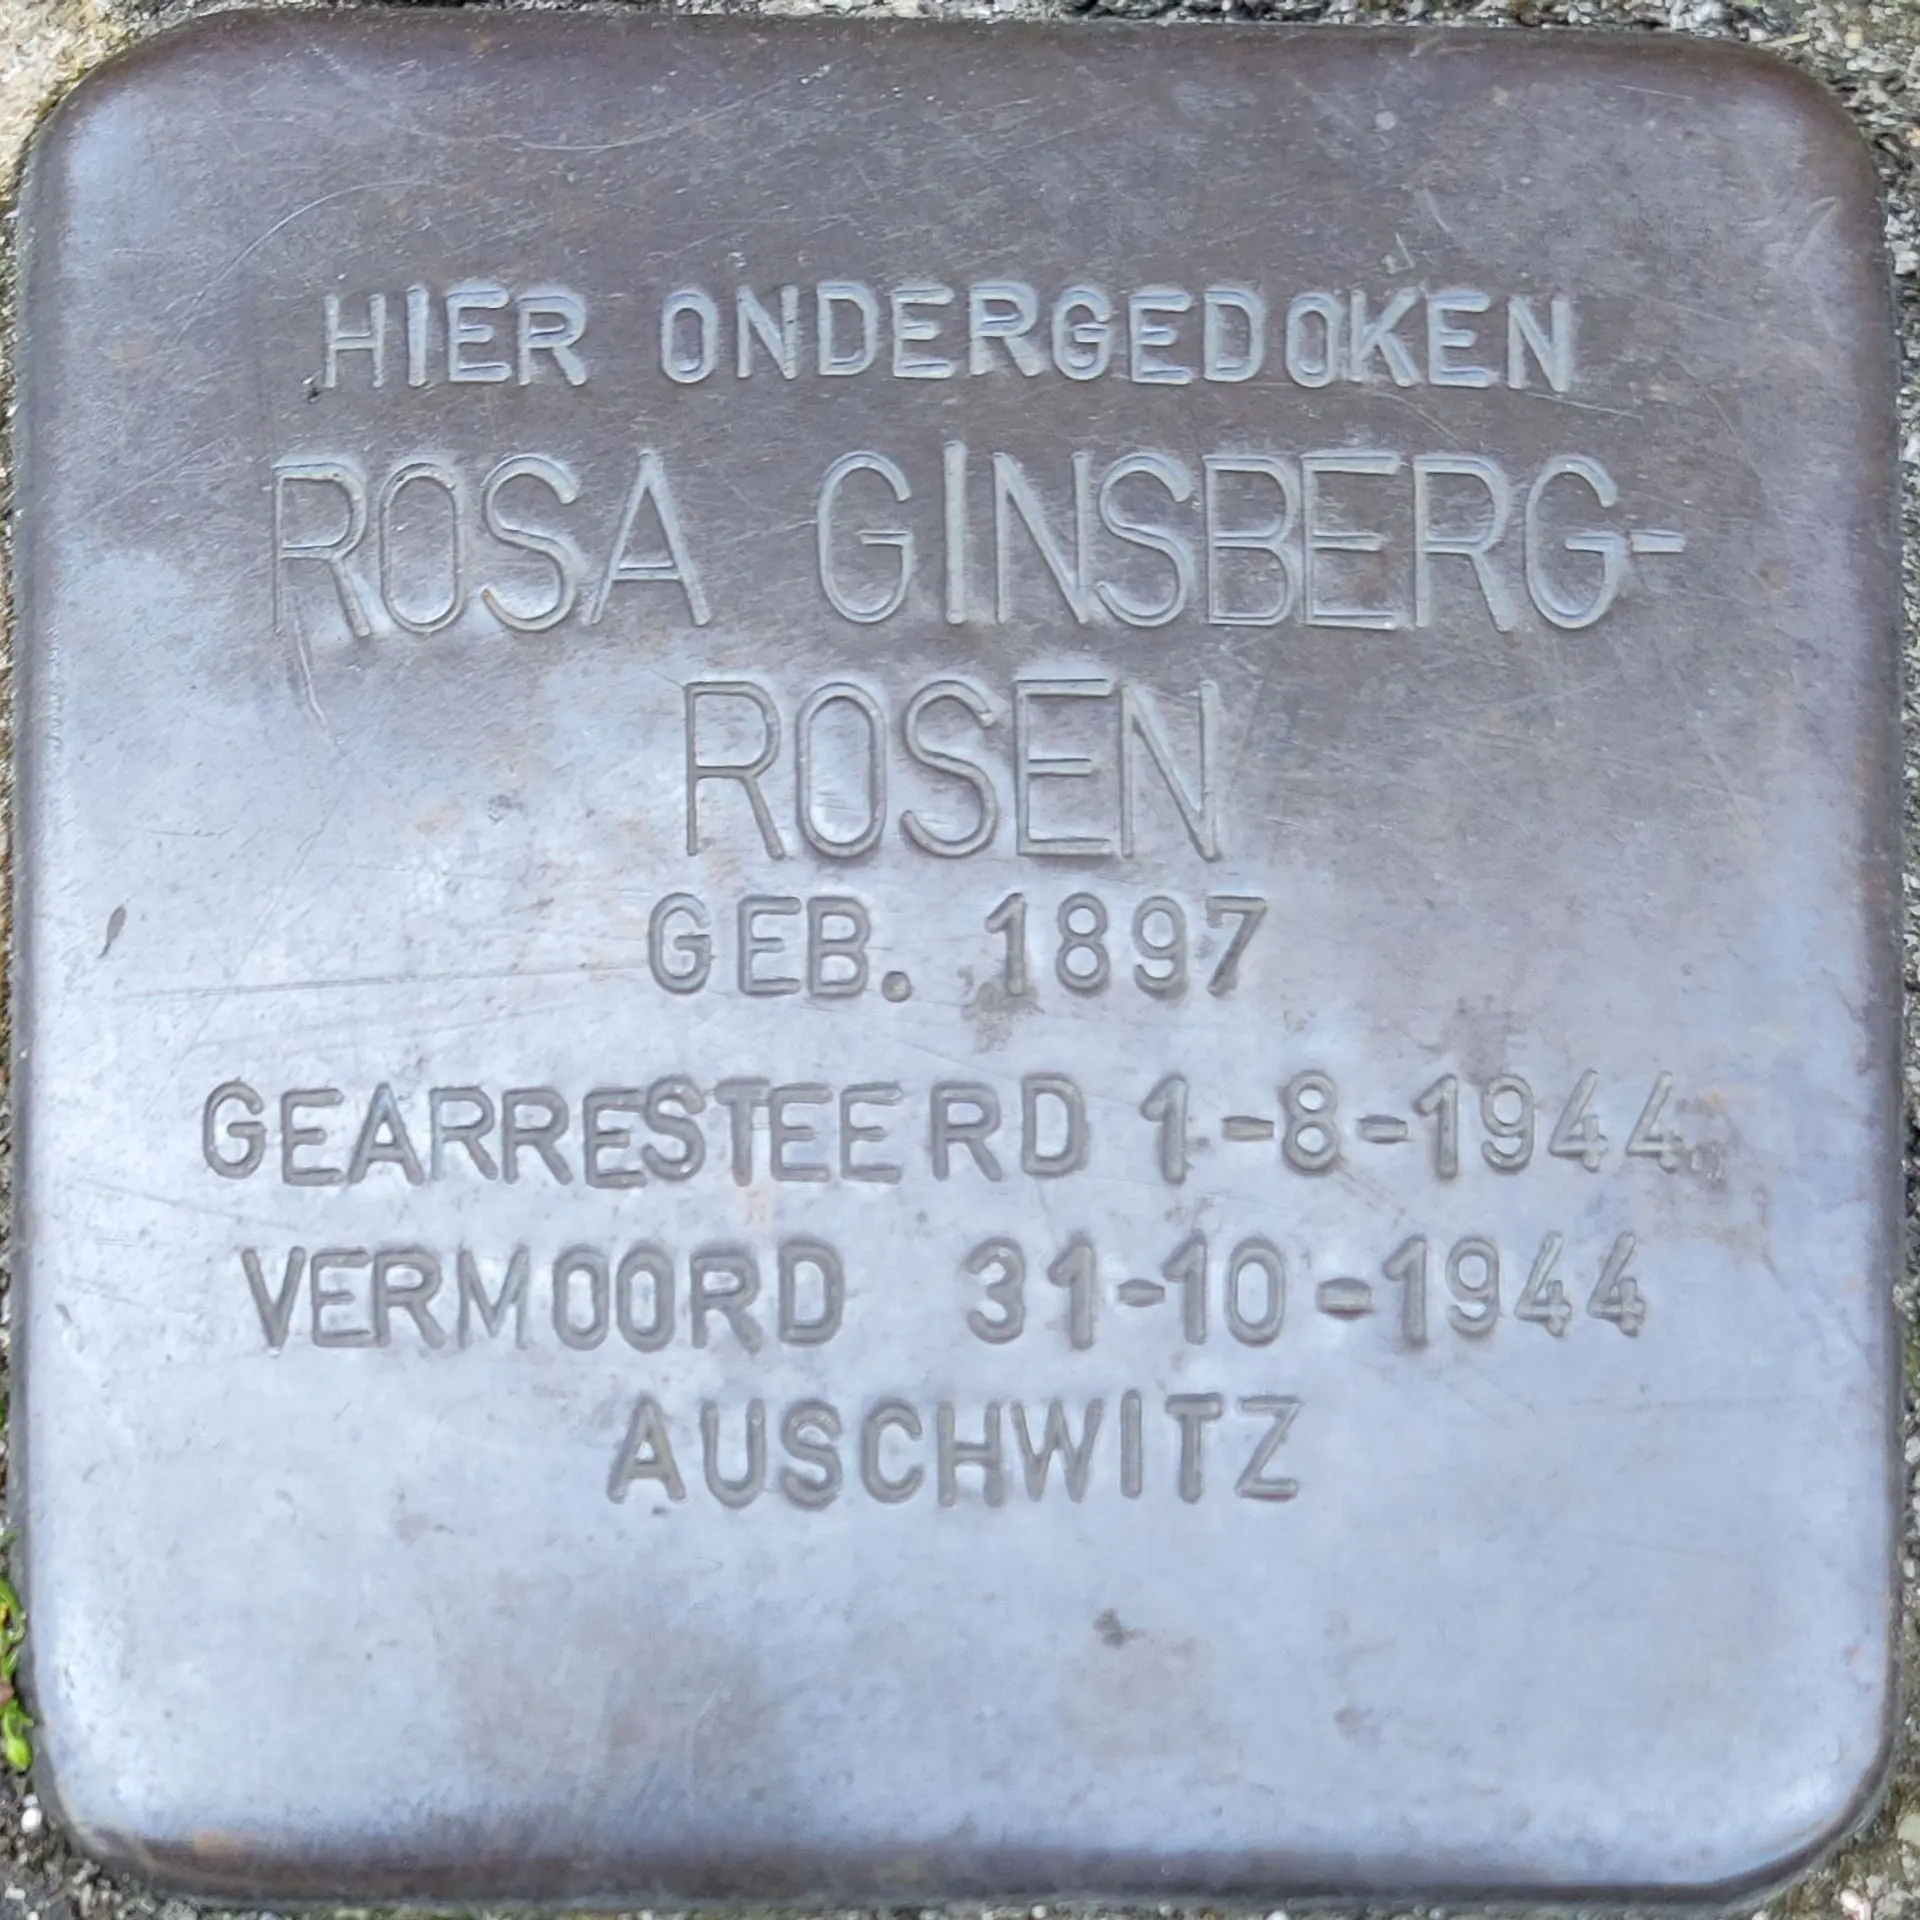 HIER ONDERGEDOKEN
ROSA GINSBERG-
ROSEN
GEB. 1897
GEARRESTEERD 1-8-1944
VERMOORD 31-10-1944
AUSCHWITZ